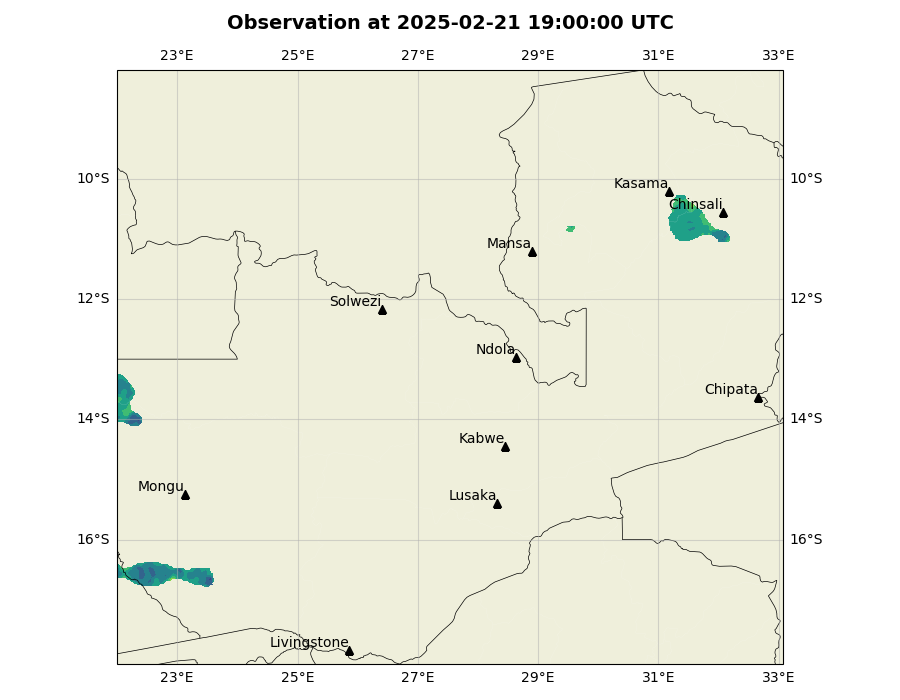 Observation at 2025-02-21 19:00:00 UTC
23°E 25°E 27°E 29°E 31°E 33°E
10°S 10°S
Kasama
Chinsali
Mansa
12°S 12°S
Solwezi
Ndola
Chipata
14°S 14°S
Kabwe
Mongu
Lusaka
16°S 16°S
Livingstone
23°E 25°E 27°E 29°E 31°E 33°E